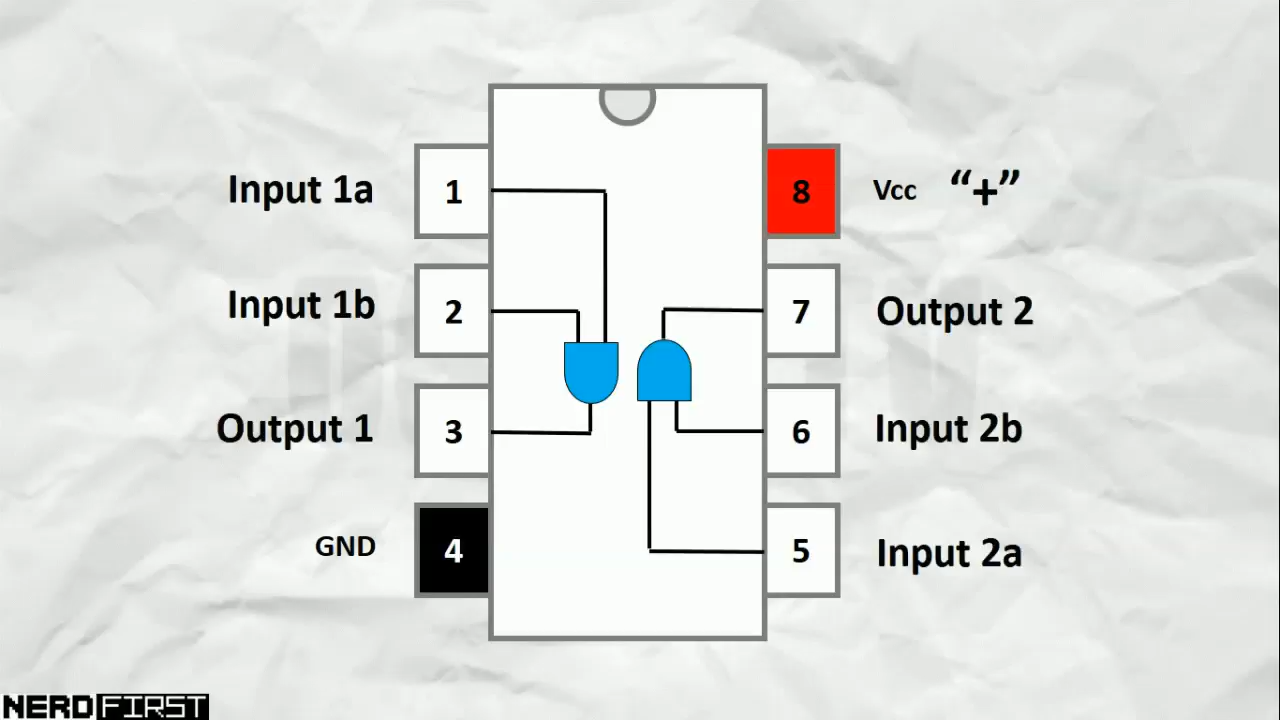 Input 1a 1 8 Vcc “+”
Input 1b 2 7 Output 2
Output 1 3 6 Input 2b
GND 4 5 Input 2a
NERDFIRST